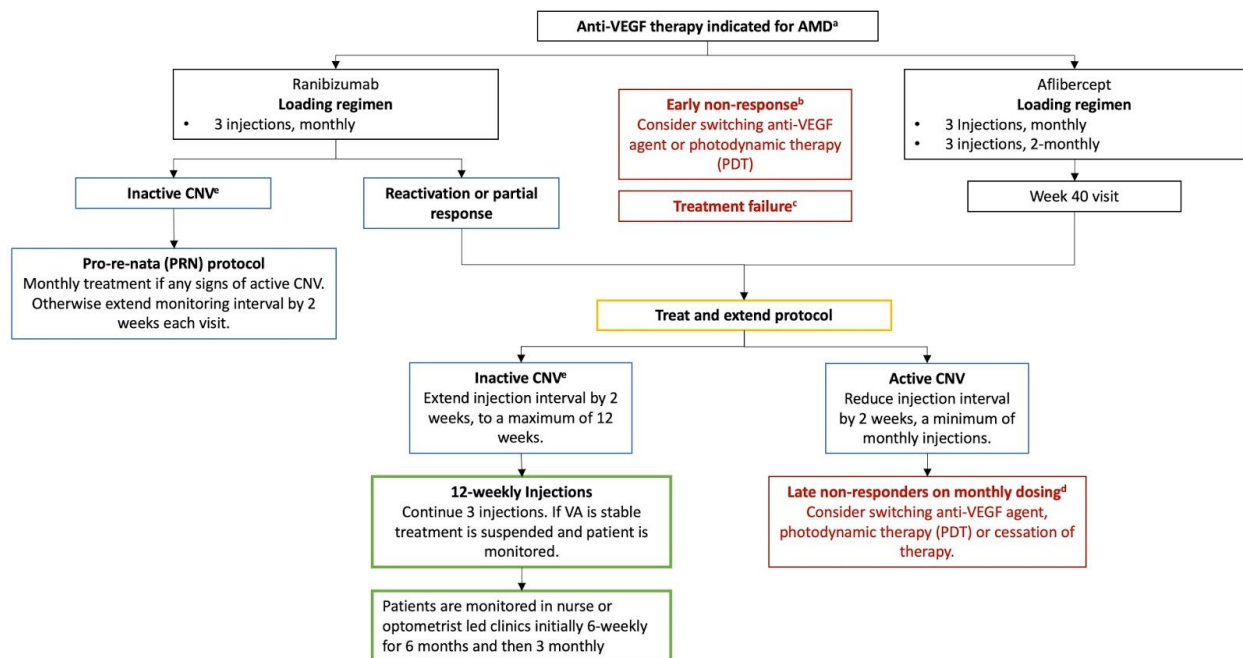 Anti-VEGF therapy indicated for AMDᵃ
Ranibizumab
Loading regimen
• 3 injections, monthly
Early non-responseᵇ
Consider switching anti-VEGF
agent or photodynamic therapy
(PDT)
Treatment failureᶜ
Aflibercept
Loading regimen
• 3 Injections, monthly
• 3 injections, 2-monthly
Inactive CNVᵉ
Reactivation or partial
response
Week 40 visit
Pro-re-nata (PRN) protocol
Monthly treatment if any signs of active CNV.
Otherwise extend monitoring interval by 2
weeks each visit.
Treat and extend protocol
Inactive CNVᵉ
Extend injection interval by 2
weeks, to a maximum of 12
weeks.
Active CNV
Reduce injection interval
by 2 weeks, a minimum of
monthly injections.
12-weekly Injections
Continue 3 injections. If VA is stable
treatment is suspended and patient is
monitored.
Late non-responders on monthly dosingᵈ
Consider switching anti-VEGF agent,
photodynamic therapy (PDT) or cessation of
therapy.
Patients are monitored in nurse or
optometrist led clinics initially 6-weekly
for 6 months and then 3 monthly